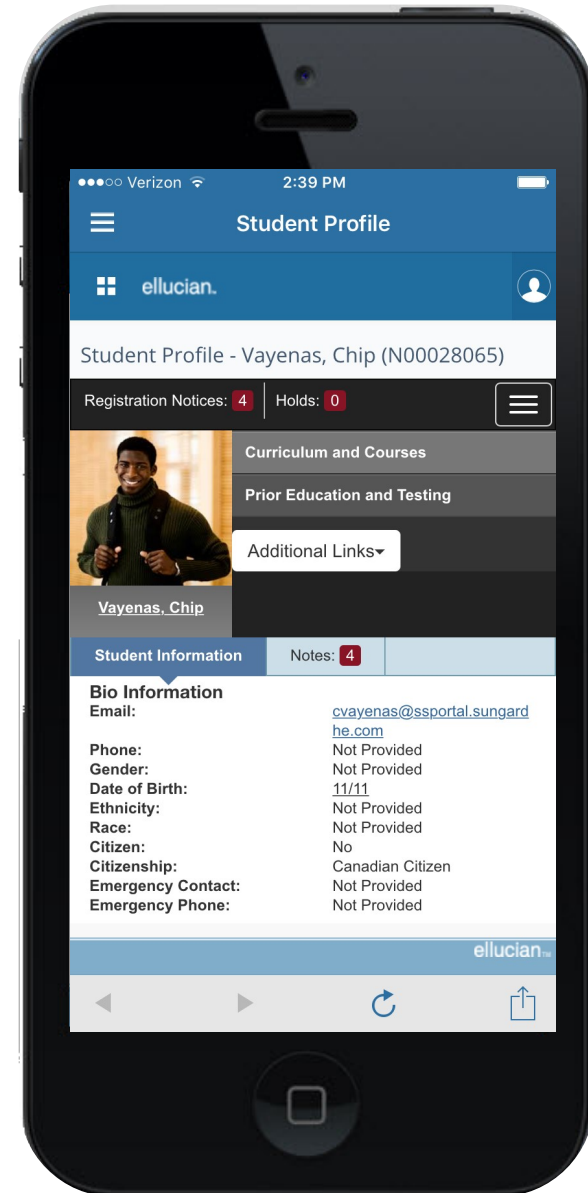 ●●●○○ Verizon 2:39 PM
Student Profile
ellucian.
Student Profile - Vayenas, Chip (N00028065)
Registration Notices: 4 Holds: 0
Curriculum and Courses
Prior Education and Testing
Additional Links
Vayenas, Chip
Student Information Notes: 4
Bio Information
Email: cvayenas@ssportal.sungard
he.com
Phone: Not Provided
Gender: Not Provided
Date of Birth: 11/11
Ethnicity: Not Provided
Race: Not Provided
Citizen: No
Citizenship: Canadian Citizen
Emergency Contact: Not Provided
Emergency Phone: Not Provided
ellucian™